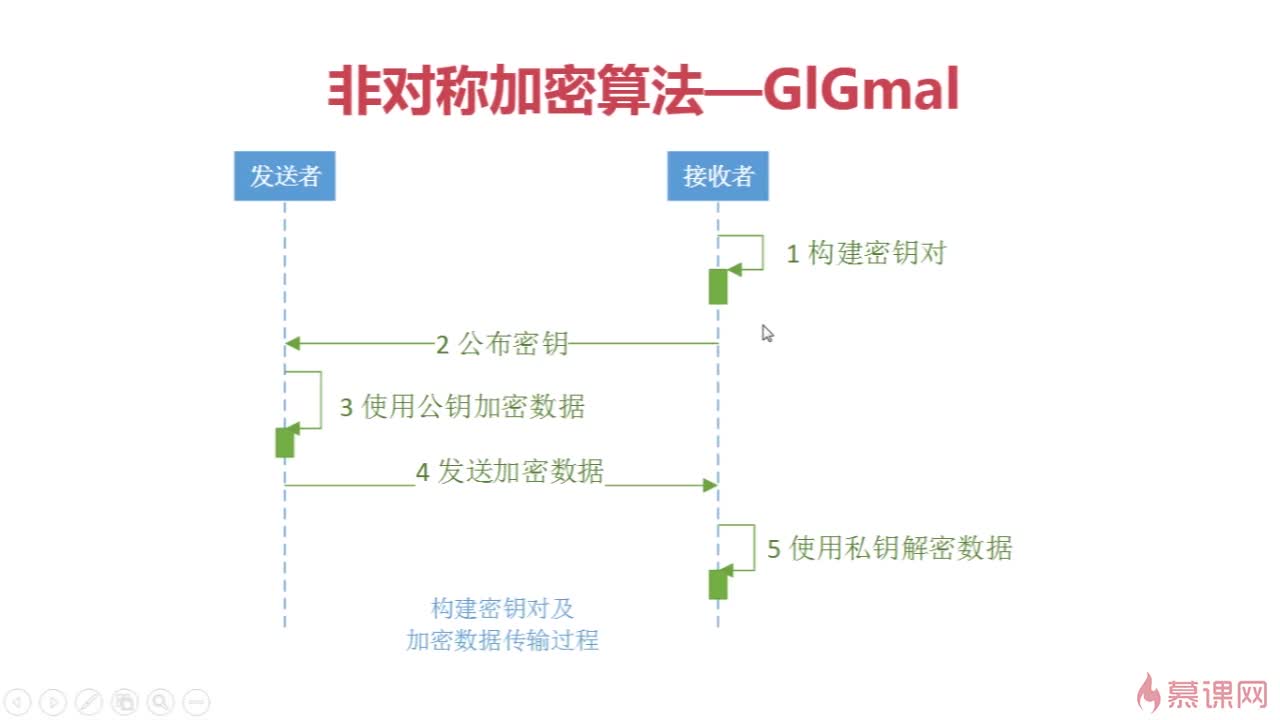 非对称加密算法—GlGmal
发送者
接收者
1 构建密钥对
2 公布密钥
3 使用公钥加密数据
4 发送加密数据
5 使用私钥解密数据
构建密钥对及
加密数据传输过程
慕课网